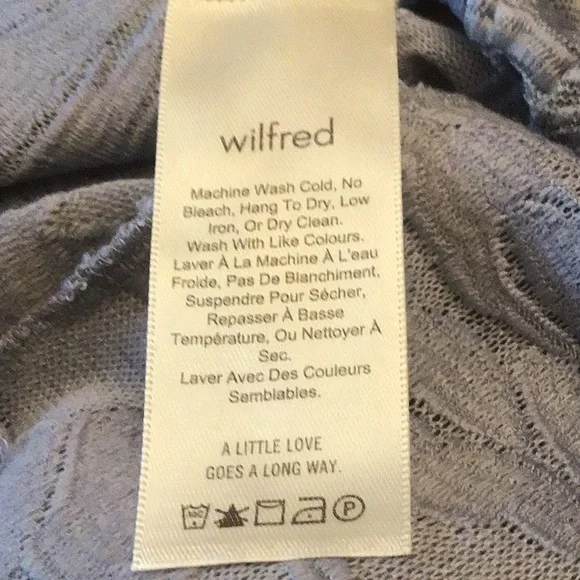 wilfred
Machine Wash Cold, No
Bleach, Hang To Dry, Low
Iron, Or Dry Clean.
Wash With Like Colours.
Laver À La Machine À L'eau
Froide, Pas De Blanchiment,
Suspendre Pour Sécher,
Repasser À Basse
Température, Ou Nettoyer À
Sec.
Laver Avec Des Couleurs
Semblables.
A LITTLE LOVE
GOES A LONG WAY.
P